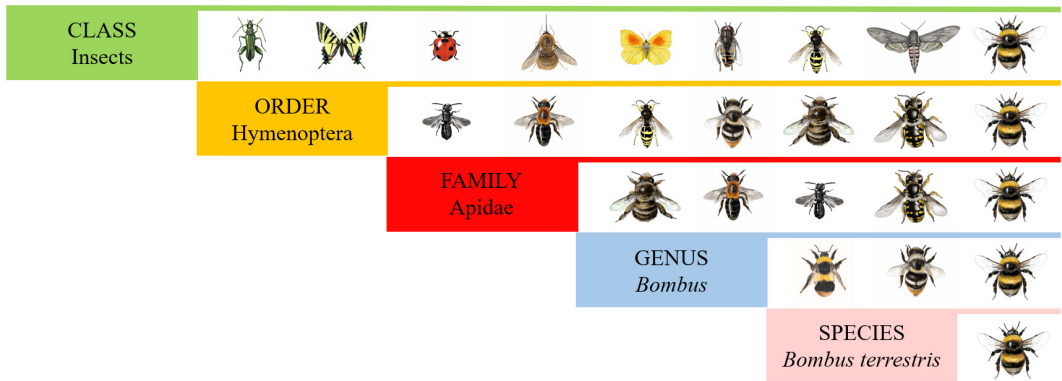 CLASS
Insects
ORDER
Hymenoptera
FAMILY
Apidae
GENUS
Bombus
SPECIES
Bombus terrestris